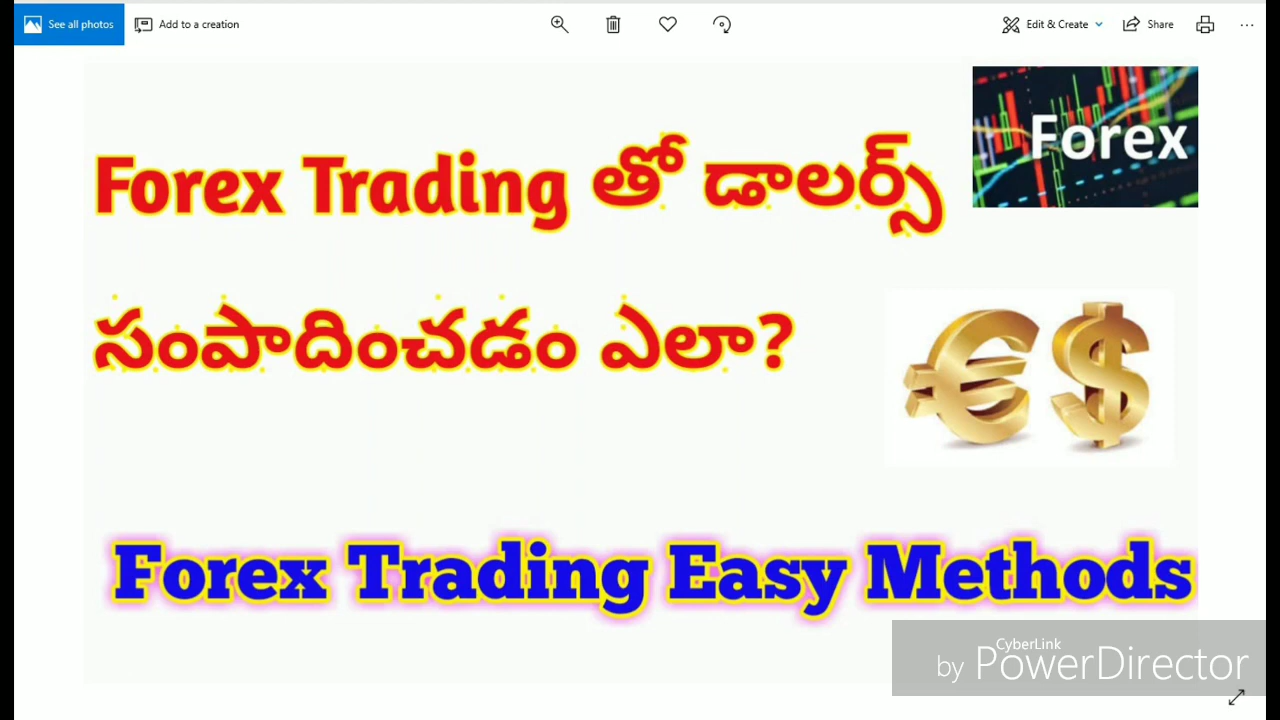 See all photos
Add to a creation
Edit & Create
Share
Forex
Forex Trading తో డాలర్స్
సంపాదించడం ఎలా?
€$
Forex Trading Easy Methods
CyberLink
by PowerDirector